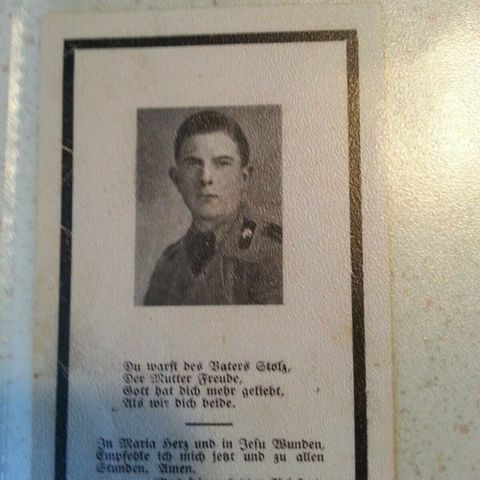 Du warst des Vaters Stolz,
Der Mutter Freude,
Gott hat dich mehr geliebt,
Als wir dich beide.
In Maria Herz und in Jesu Wunden,
Empfehle ich mich jetzt und zu allen
Stunden. Amen.